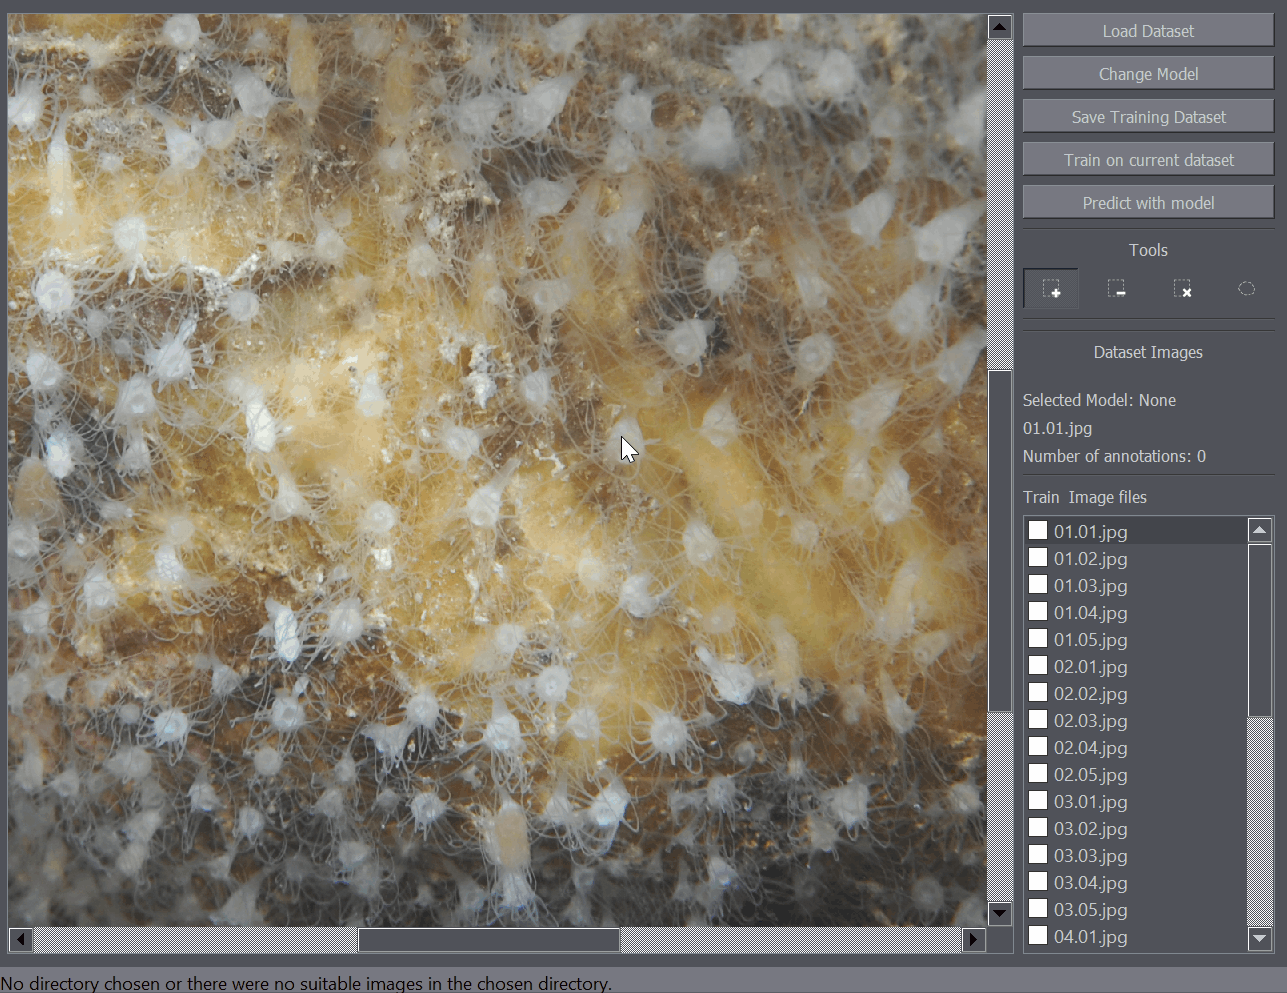 Load Dataset
Change Model
Save Training Dataset
Train on current dataset
Predict with model
Tools
Dataset Images
Selected Model: None
01.01.jpg
Number of annotations: 0
Train Image files
01.01.jpg
01.02.jpg
01.03.jpg
01.04.jpg
01.05.jpg
02.01.jpg
02.02.jpg
02.03.jpg
02.04.jpg
02.05.jpg
03.01.jpg
03.02.jpg
03.03.jpg
03.04.jpg
03.05.jpg
04.01.jpg
No directory chosen or there were no suitable images in the chosen directory.